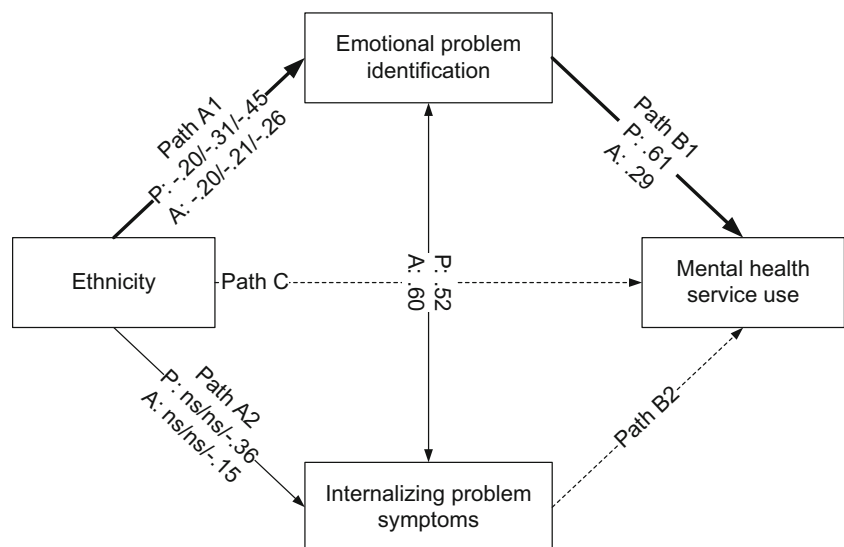 Emotional problem
identification
Path A1
P: -.20/-.31/-.45
A: -.20/-.21/-.26
Path B1
P: .61
A: .29
Ethnicity
Path C
P: .52
A: .60
Mental health
service use
Path A2
P: ns/ns/-.36
A: ns/ns/-.15
Path B2
Internalizing problem
symptoms